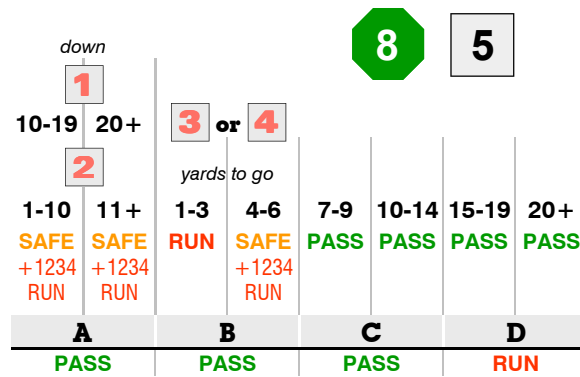 8 5
down
1
10-19 20+ 3 or 4
2 yards to go
1-10 11+ 1-3 4-6 7-9 10-14 15-19 20+
SAFE SAFE RUN SAFE PASS PASS PASS PASS
+1234 +1234 +1234
RUN RUN RUN
A B C D
PASS PASS PASS RUN